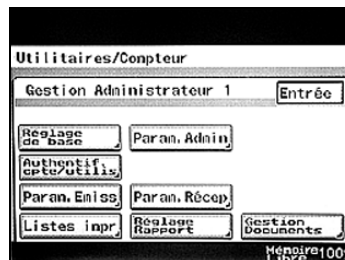 Utilitaires/Compteur
Gestion Administrateur 1
Entrée
Réglage
de base
Param. Admin
Authentif.
cpte/utilis.
Param. Emiss
Param. Récep
Listes inpr.
Réglage
Rapport
Gestion
Documents
Mémoire
Libre
100